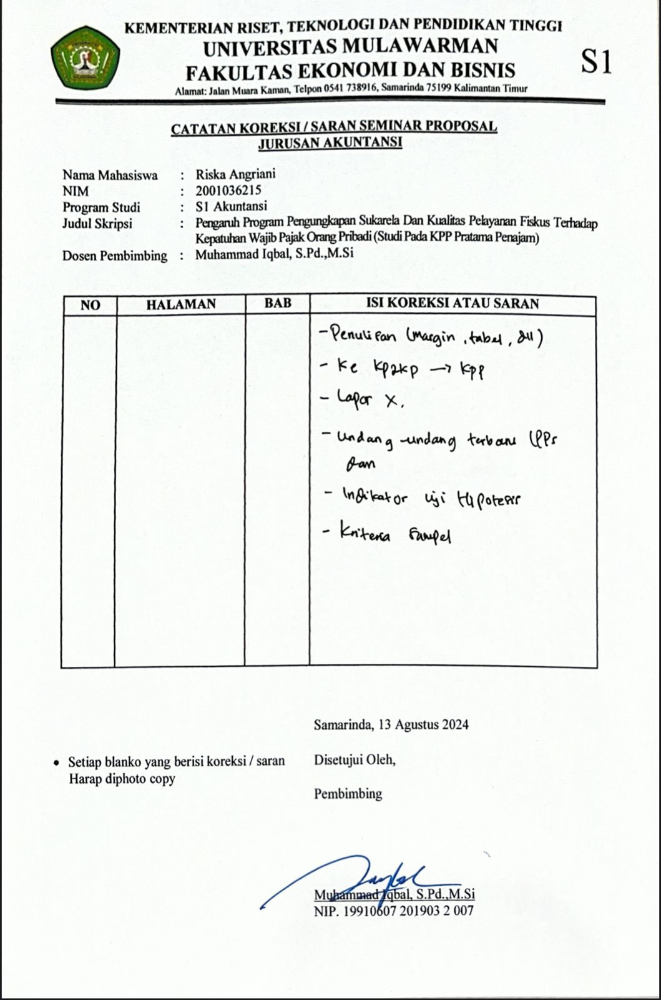 KEMENTERIAN RISET, TEKNOLOGI DAN PENDIDIKAN TINGGI
UNIVERSITAS MULAWARMAN
FAKULTAS EKONOMI DAN BISNIS
S1
Alamat: Jalan Muara Kaman, Telpon 0541 738916, Samarinda 75199 Kalimantan Timur
CATATAN KOREKSI / SARAN SEMINAR PROPOSAL
JURUSAN AKUNTANSI
Nama Mahasiswa : Riska Angriani
NIM : 2001036215
Program Studi : S1 Akuntansi
Judul Skripsi : Pengaruh Program Pengungkapan Sukarela Dan Kualitas Pelayanan Fiskus Terhadap
Kepatuhan Wajib Pajak Orang Pribadi (Studi Pada KPP Pratama Penajam)
Dosen Pembimbing : Muhammad Iqbal, S.Pd.,M.Si
NO HALAMAN BAB ISI KOREKSI ATAU SARAN
- Penulisan (margin, tabel, dll)
- Ke KP2KP → KPP
- Lapor X.
- Undang-undang terbaru PPS
dan
- Indikator uji Hipotesis
- Kriteria sampel
Samarinda, 13 Agustus 2024
• Setiap blanko yang berisi koreksi / saran
Harap diphoto copy
Disetujui Oleh,
Pembimbing
Muhammad Iqbal, S.Pd.,M.Si
NIP. 19910607 201903 2 007